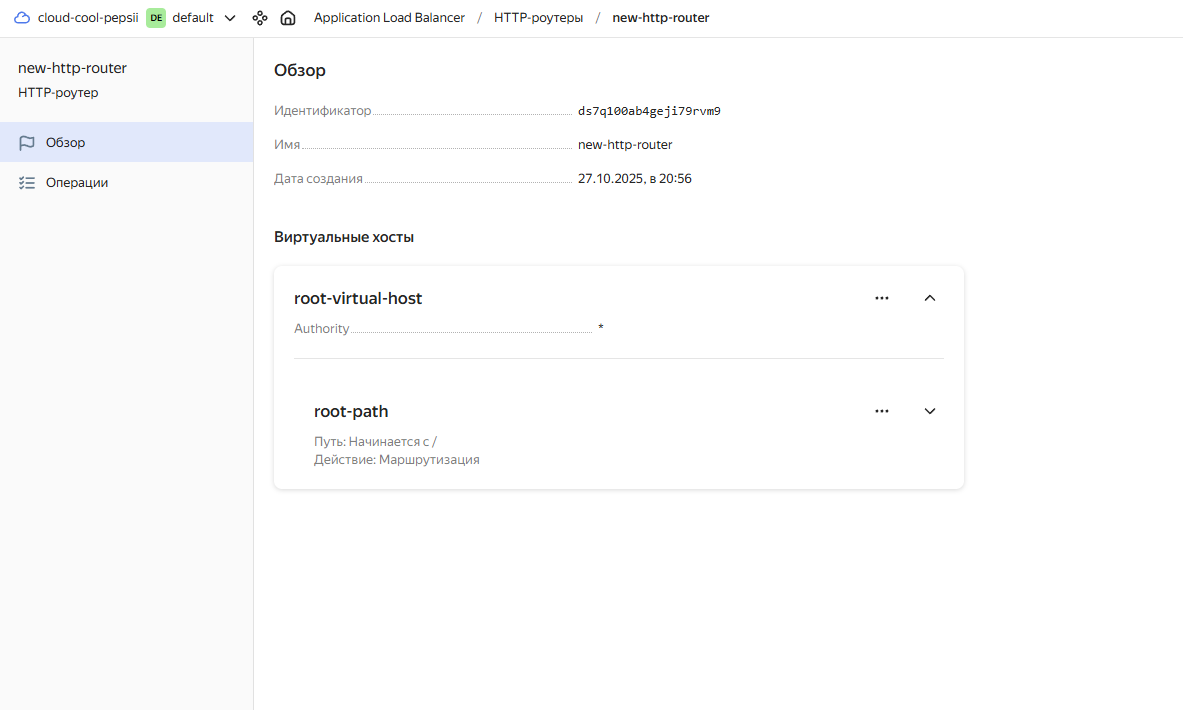 cloud-cool-pepsii DE default Application Load Balancer / HTTP-роутеры / new-http-router
new-http-router
HTTP-роутер
Обзор
Операции
Обзор
Идентификатор ds7q100ab4geji79rvm9
Имя new-http-router
Дата создания 27.10.2025, в 20:56
Виртуальные хосты
root-virtual-host
Authority *
root-path
Путь: Начинается с /
Действие: Маршрутизация